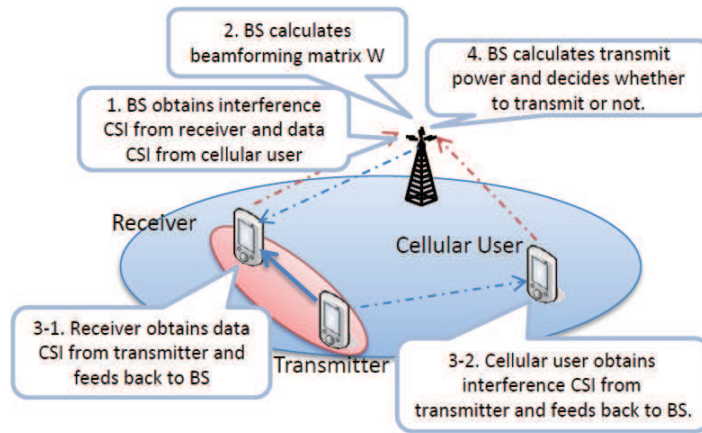 2. BS calculates
beamforming matrix W
4. BS calculates transmit
power and decides whether
to transmit or not.
1. BS obtains interference
CSI from receiver and data
CSI from cellular user
Receiver
Cellular User
3-1. Receiver obtains data
CSI from transmitter and
feeds back to BS
Transmitter
3-2. Cellular user obtains
interference CSI from
transmitter and feeds back to BS.